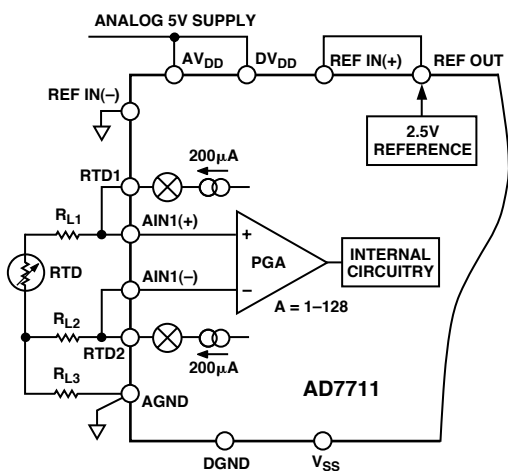 ANALOG 5V SUPPLY
AVDD
DVDD
REF IN(+)
REF OUT
REF IN(–)
2.5V
REFERENCE
RTD1
200µA
RL1
AIN1(+)
+
RTD
PGA
INTERNAL
CIRCUITRY
AIN1(–)
–
A = 1–128
RL2
RTD2
200µA
RL3
AGND
AD7711
DGND
VSS